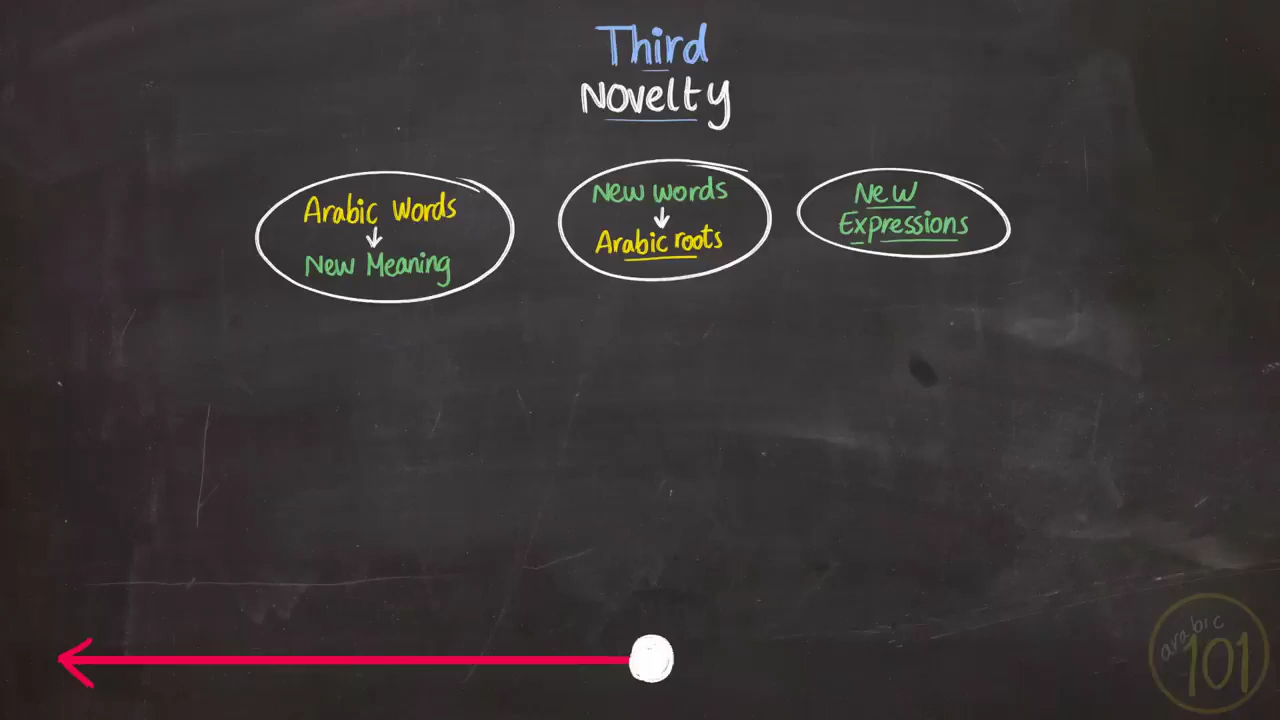 Third
Novelty
Arabic Words
New Meaning
New words
Arabic roots
New
Expressions
arabic
101